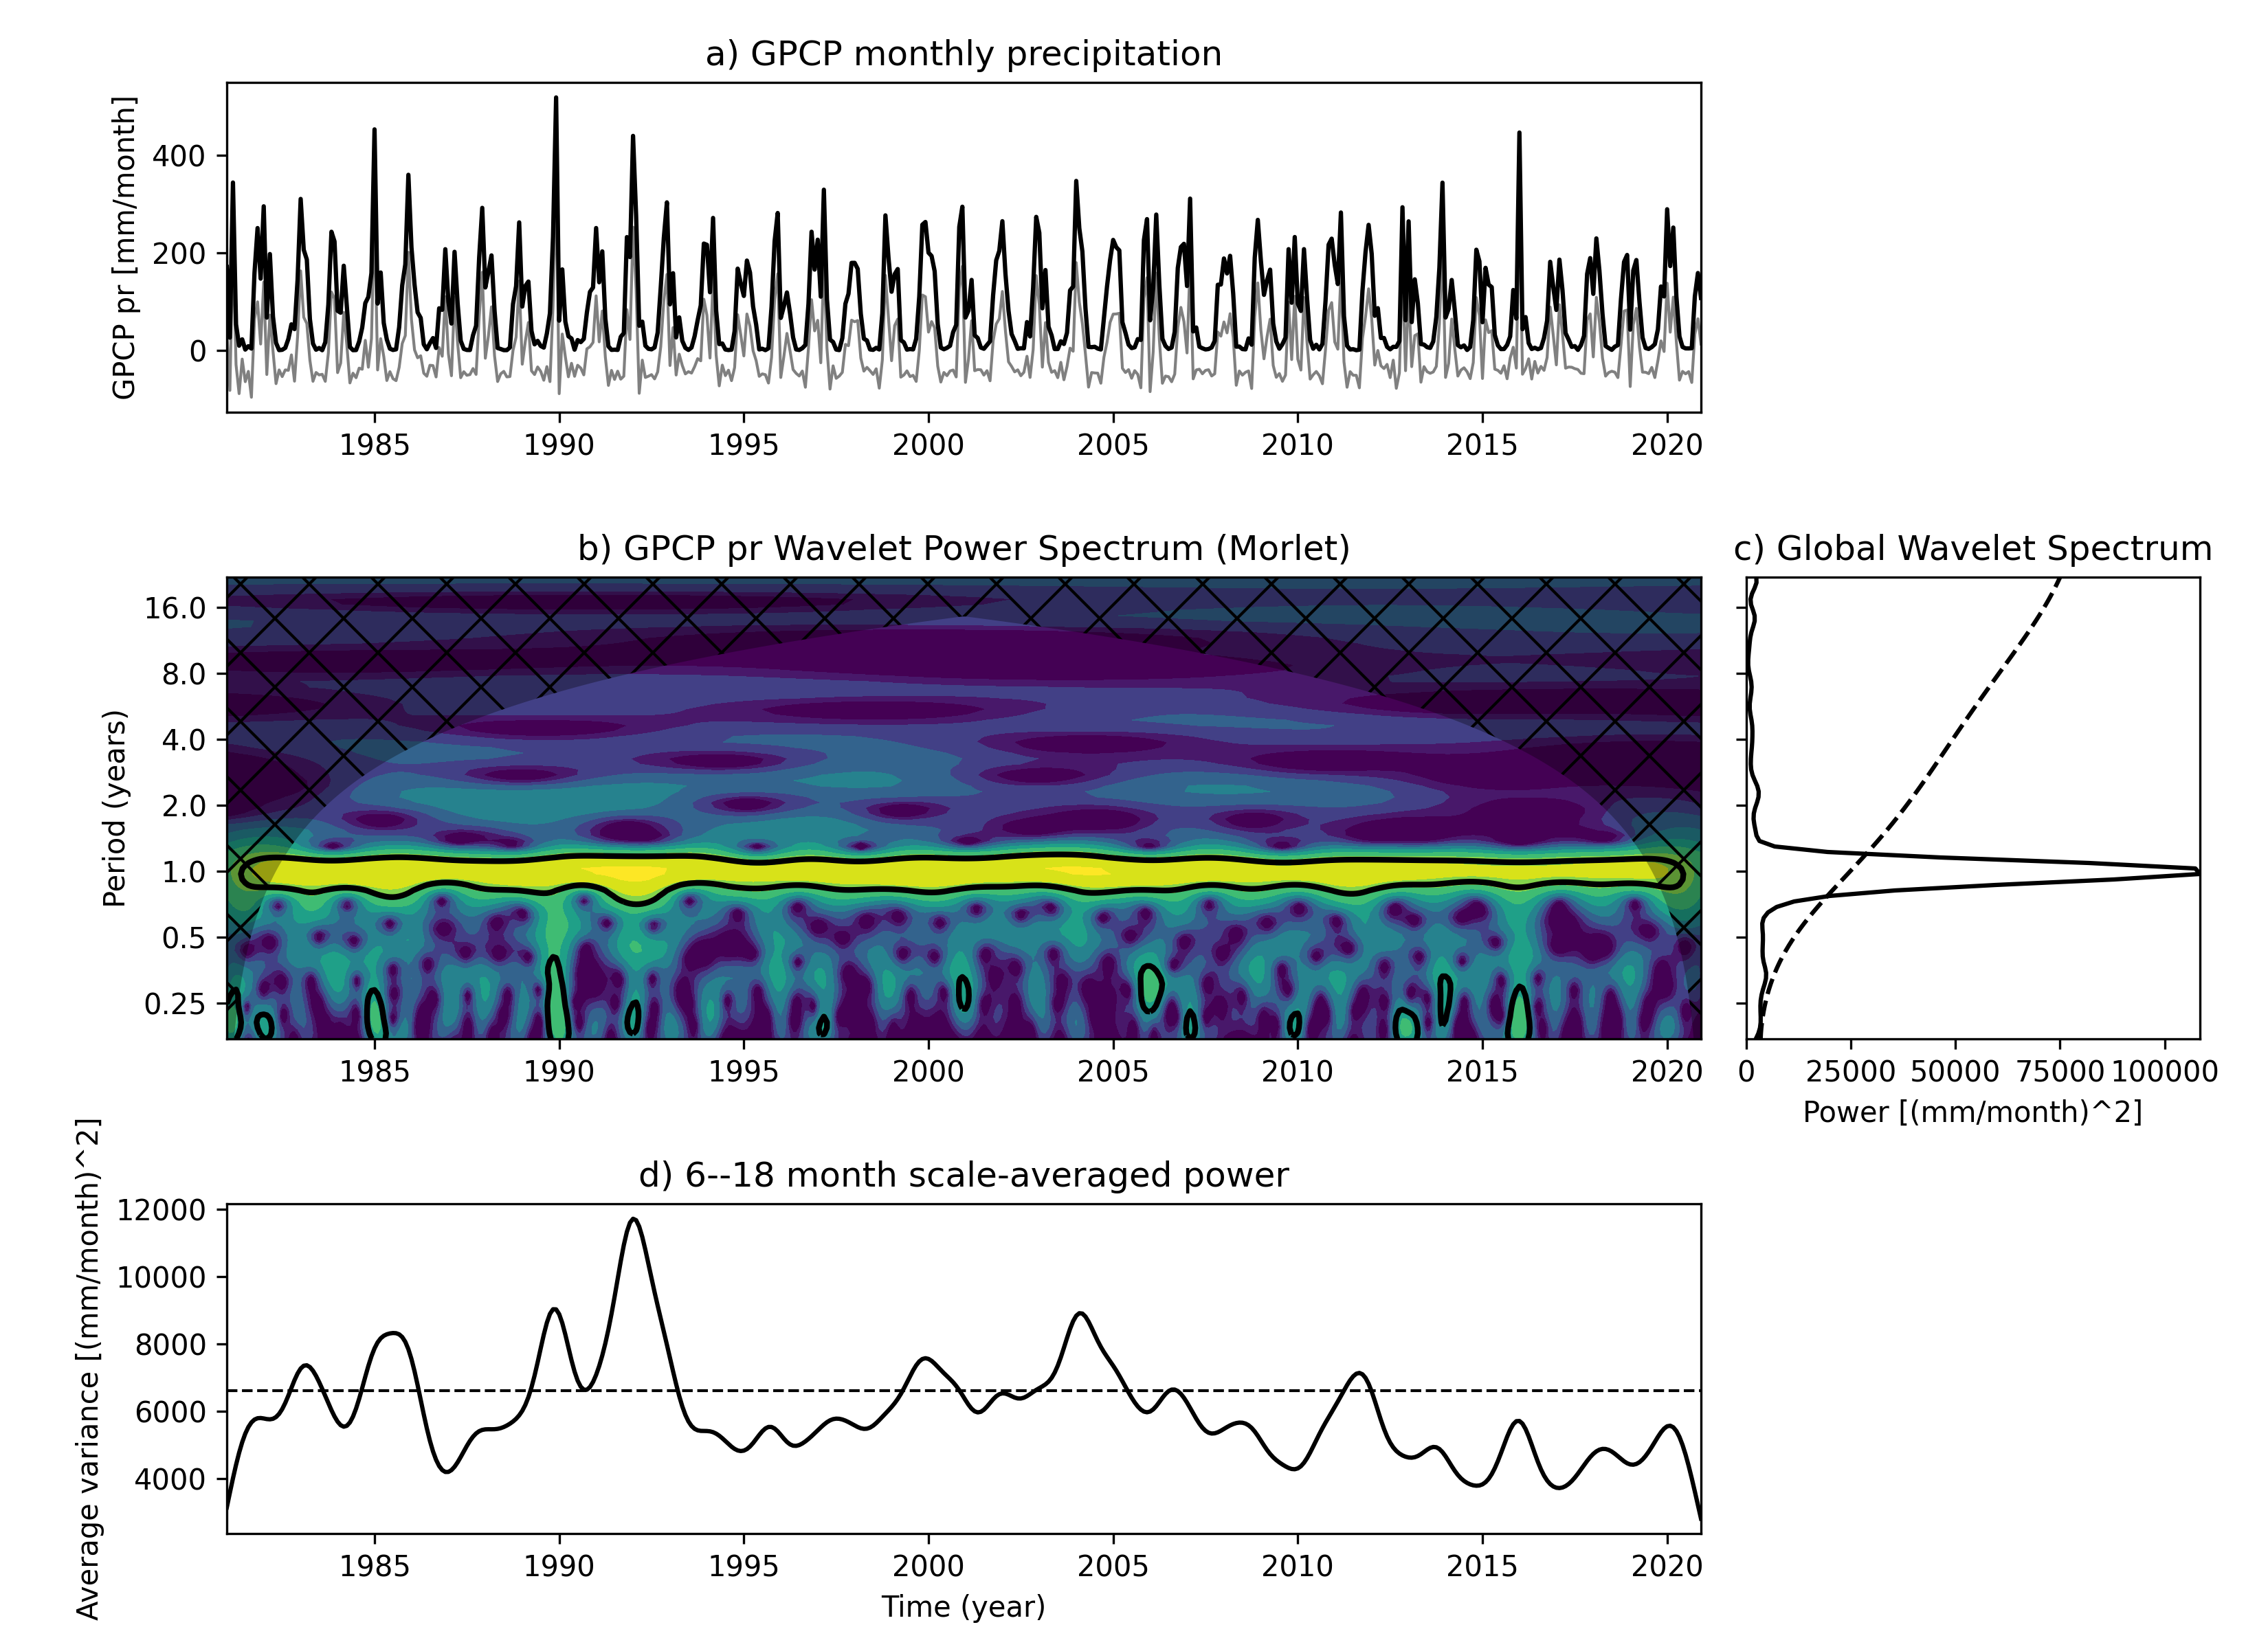 a) GPCP monthly precipitation
GPCP pr [mm/month]
400
200
0
1985 1990 1995 2000 2005 2010 2015 2020
b) GPCP pr Wavelet Power Spectrum (Morlet)
Period (years)
16.0
8.0
4.0
2.0
1.0
0.5
0.25
1985 1990 1995 2000 2005 2010 2015 2020
c) Global Wavelet Spectrum
0 25000 50000 75000 100000
Power [(mm/month)^2]
d) 6--18 month scale-averaged power
Average variance [(mm/month)^2]
12000
10000
8000
6000
4000
1985 1990 1995 2000 2005 2010 2015 2020
Time (year)